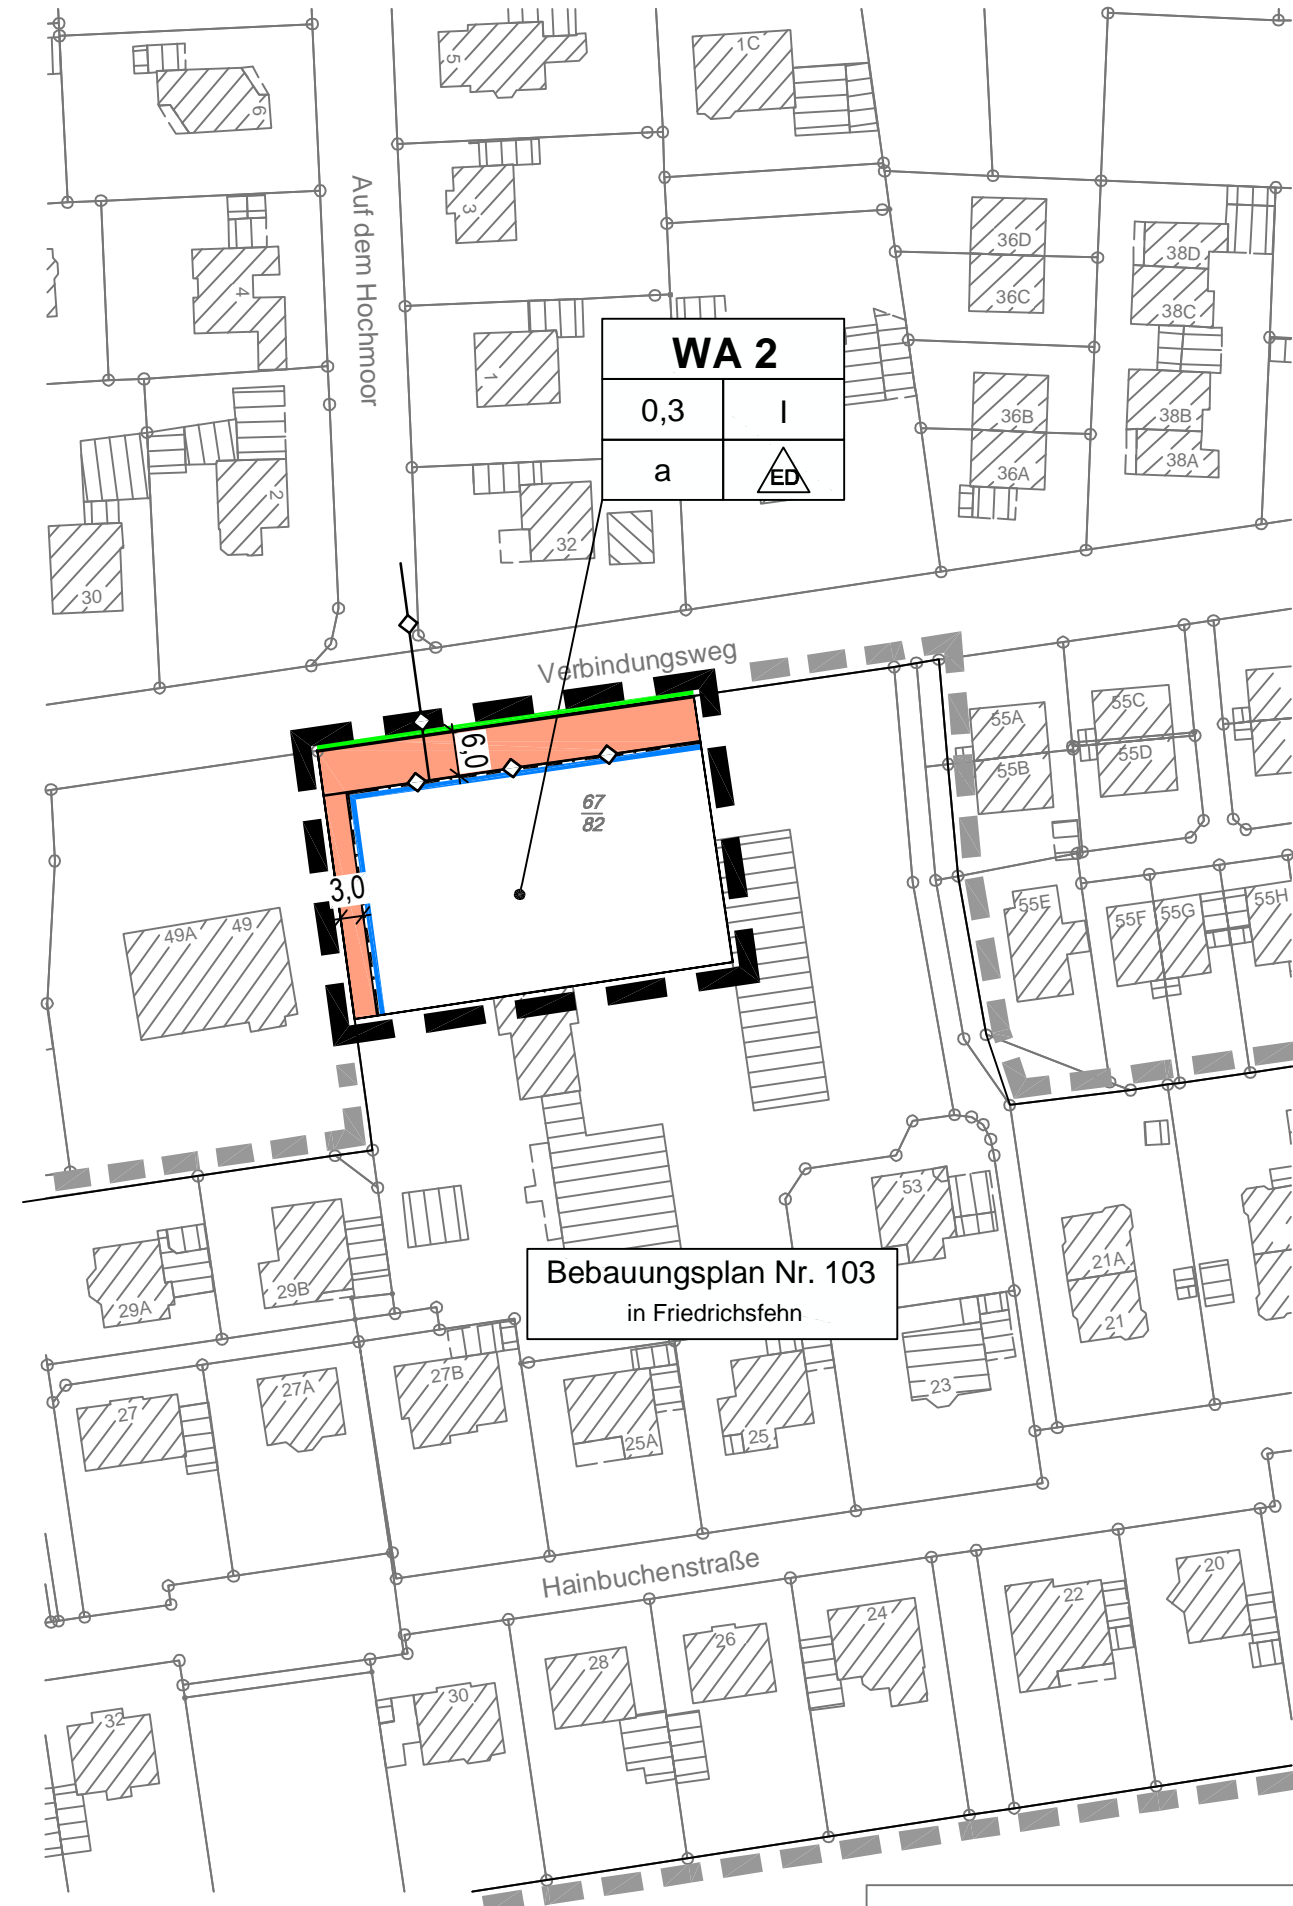 5
1C
6
Auf dem Hochmoor
3
36D
38D
4
36C
38C
WA 2
1
0,3 I
36B
38B
a ED
36A
38A
2
32
30
Verbindungsweg
55C
55A
6,0
55D
55B
67
82
3,0
55E
55H
49A 49
55F 55G
53
21A
Bebauungsplan Nr. 103
in Friedrichsfehn
29B
29A
21
27B
27A
23
27
25A
25
Hainbuchenstraße
20
22
24
26
28
30
32